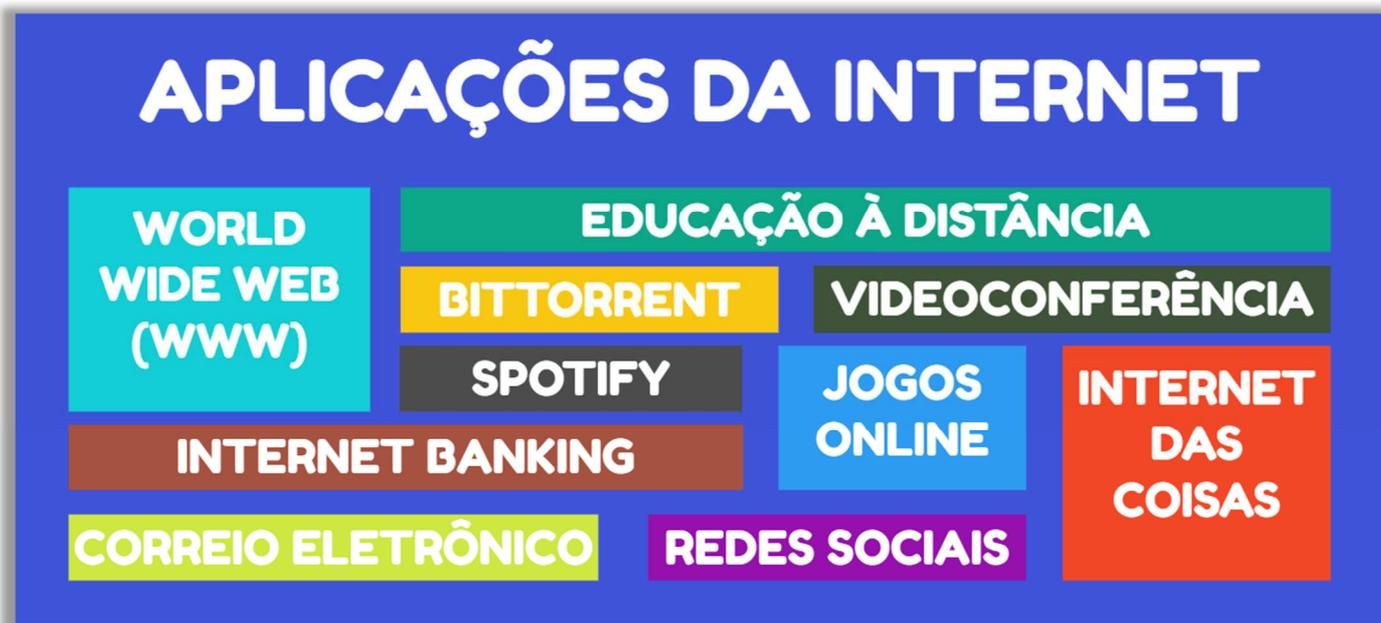 APLICAÇÕES DA INTERNET
WORLD
WIDE WEB
(WWW)
EDUCAÇÃO À DISTÂNCIA
BITTORRENT
VIDEOCONFERÊNCIA
SPOTIFY
JOGOS
ONLINE
INTERNET
DAS
COISAS
INTERNET BANKING
CORREIO ELETRÔNICO
REDES SOCIAIS